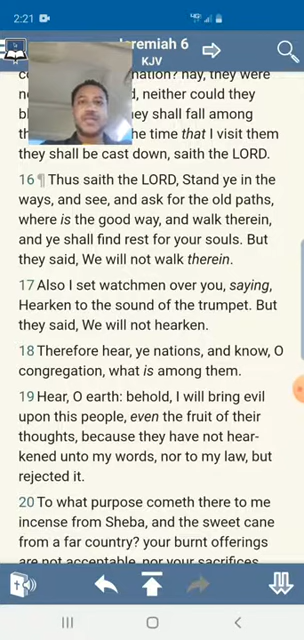 2:21
Jeremiah 6
KJV
nation? nay, they were
neither could they
shall fall among
the time that I visit them
they shall be cast down, saith the LORD.
16 ¶ Thus saith the LORD, Stand ye in the
ways, and see, and ask for the old paths,
where is the good way, and walk therein,
and ye shall find rest for your souls. But
they said, We will not walk therein.
17 Also I set watchmen over you, saying,
Hearken to the sound of the trumpet. But
they said, We will not hearken.
18 Therefore hear, ye nations, and know, O
congregation, what is among them.
19 Hear, O earth: behold, I will bring evil
upon this people, even the fruit of their
thoughts, because they have not hear-
kened unto my words, nor to my law, but
rejected it.
20 To what purpose cometh there to me
incense from Sheba, and the sweet cane
from a far country? your burnt offerings
are not acceptable, nor your sacrifices